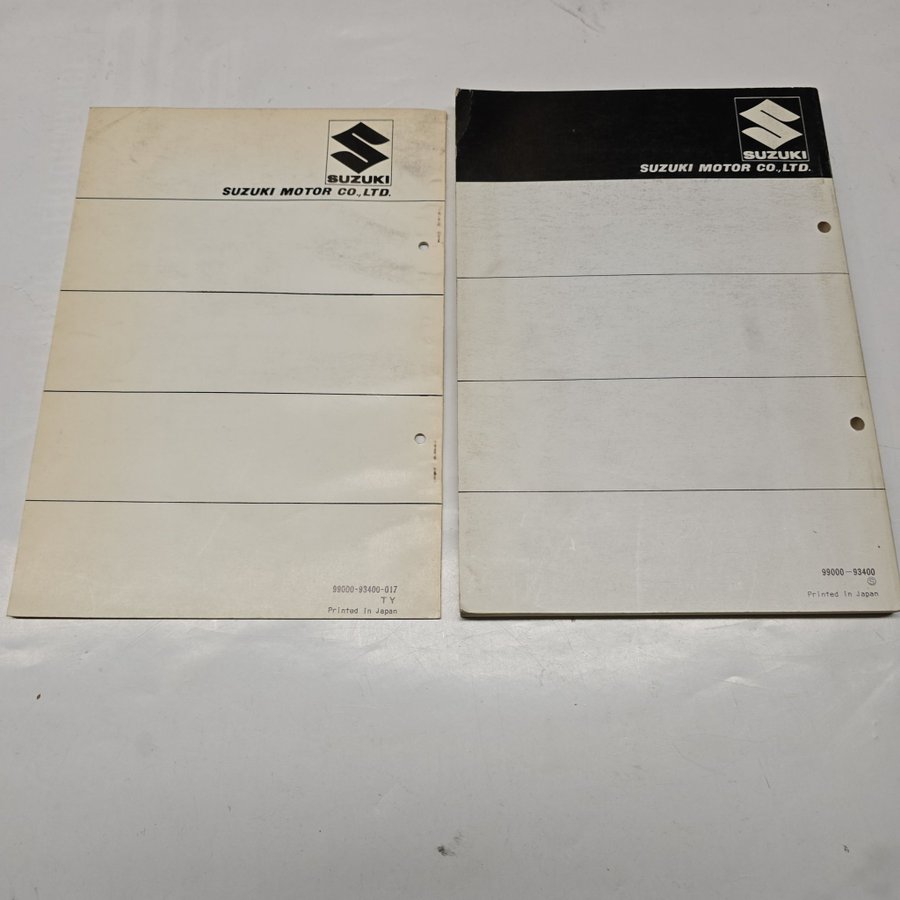 SUZUKI
SUZUKI MOTOR CO.,LTD.
99000-93400-017
TY
Printed in Japan
SUZUKI
SUZUKI MOTOR CO.,LTD.
99000-93400
S
Printed in Japan